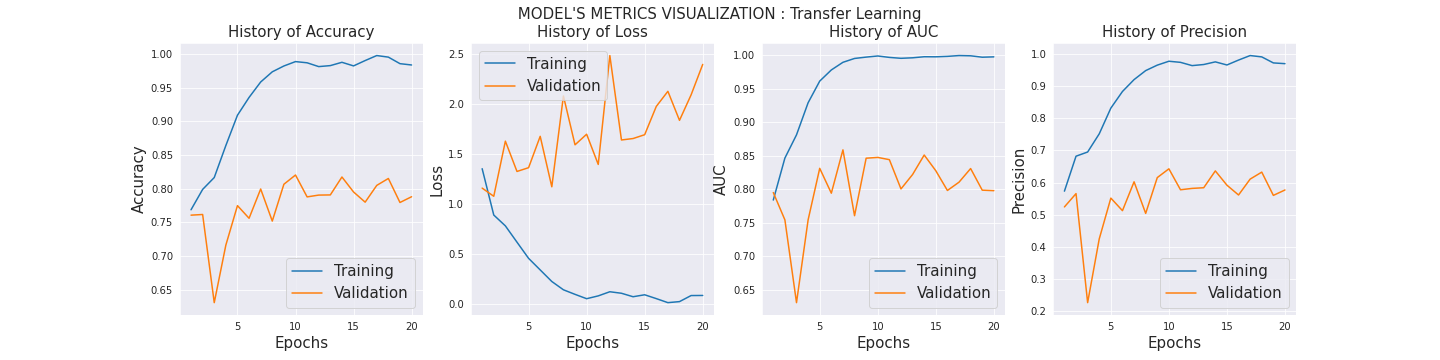 MODEL'S METRICS VISUALIZATION : Transfer Learning
History of Accuracy
1.00
0.95
0.90
0.85
0.80
0.75
0.70
0.65
Accuracy
Training
Validation
5
10
15
20
Epochs
History of Loss
2.5
2.0
1.5
1.0
0.5
0.0
Loss
Training
Validation
5
10
15
20
Epochs
History of AUC
1.00
0.95
0.90
0.85
0.80
0.75
0.70
0.65
AUC
Training
Validation
5
10
15
20
Epochs
History of Precision
1.0
0.9
0.8
0.7
0.6
0.5
0.4
0.3
0.2
Precision
Training
Validation
5
10
15
20
Epochs